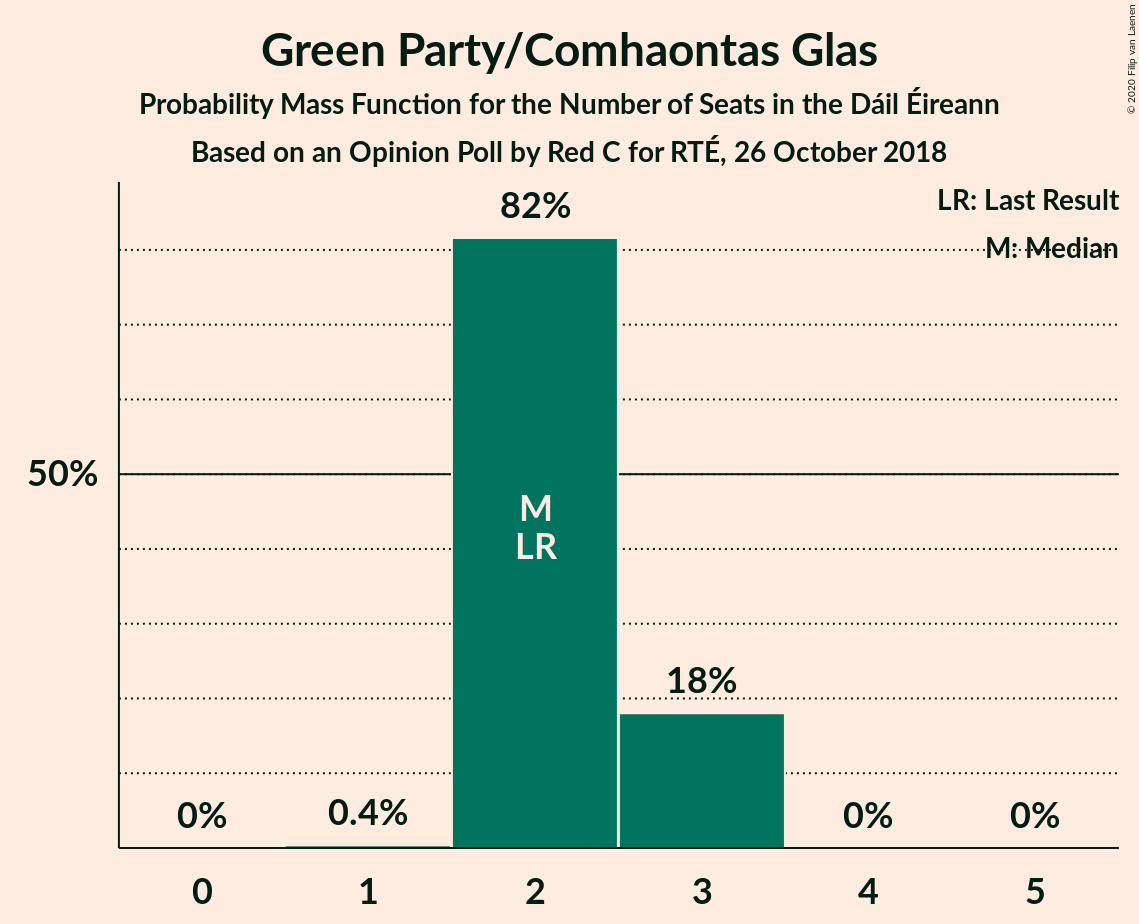 Green Party/Comhaontas Glas
Probability Mass Function for the Number of Seats in the Dáil Éireann
Based on an Opinion Poll by Red C for RTÉ, 26 October 2018
© 2020 Filip van Laenen
LR: Last Result
M: Median
82%
50%
M
LR
18%
0%
0.4%
0%
0%
0 1 2 3 4 5